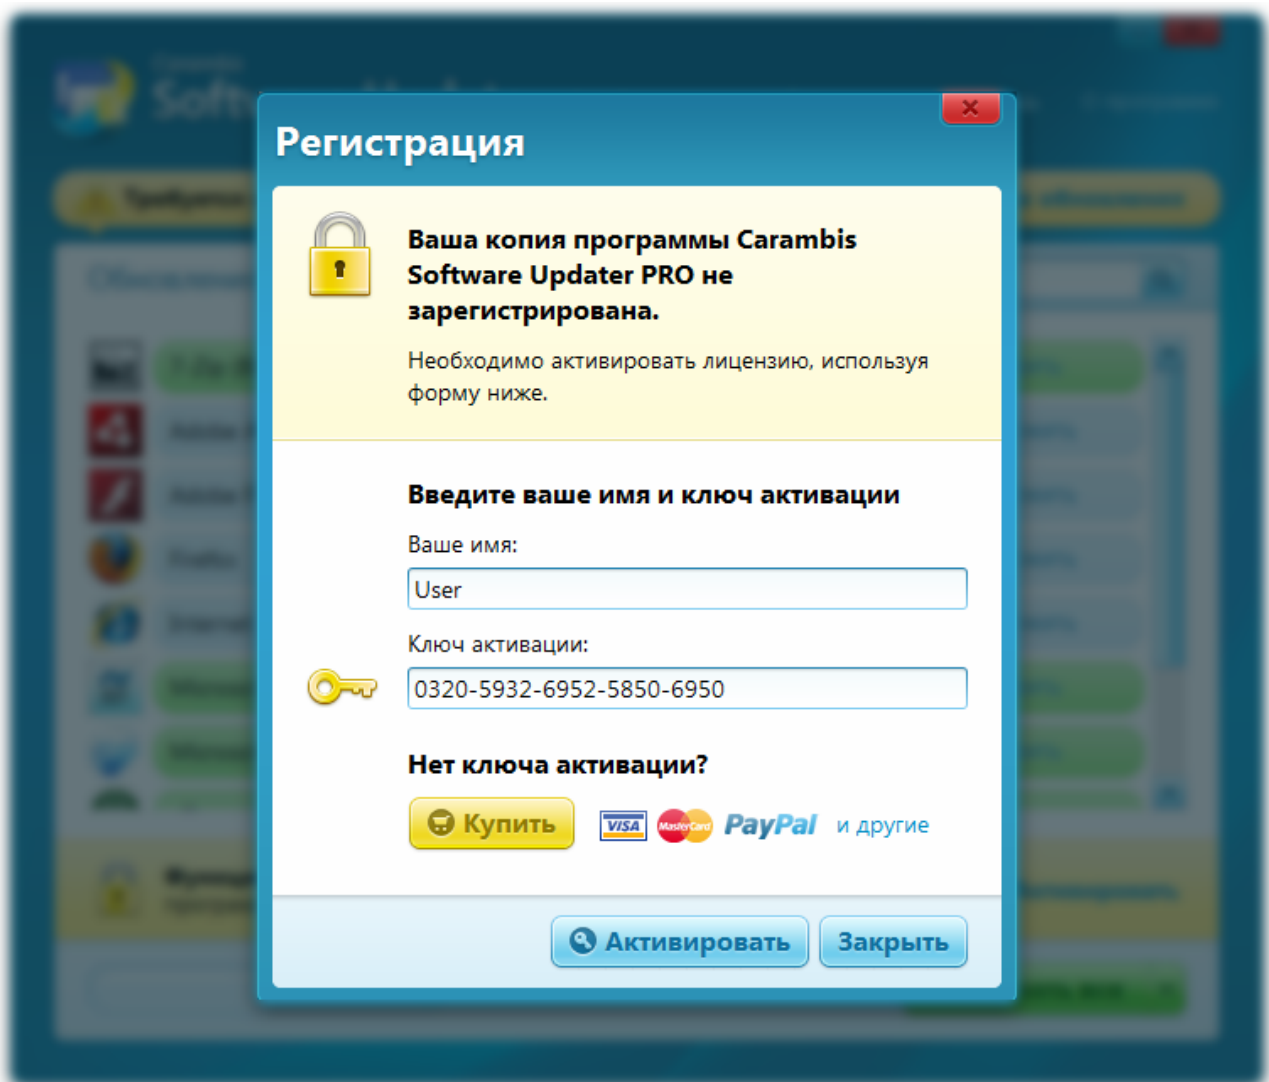 Регистрация
Ваша копия программы Carambis
Software Updater PRO не
зарегистрирована.
Необходимо активировать лицензию, используя
форму ниже.
Введите ваше имя и ключ активации
Ваше имя:
User
Ключ активации:
0320-5932-6952-5850-6950
Нет ключа активации?
Купить VISA MasterCard PayPal и другие
Активировать Закрыть